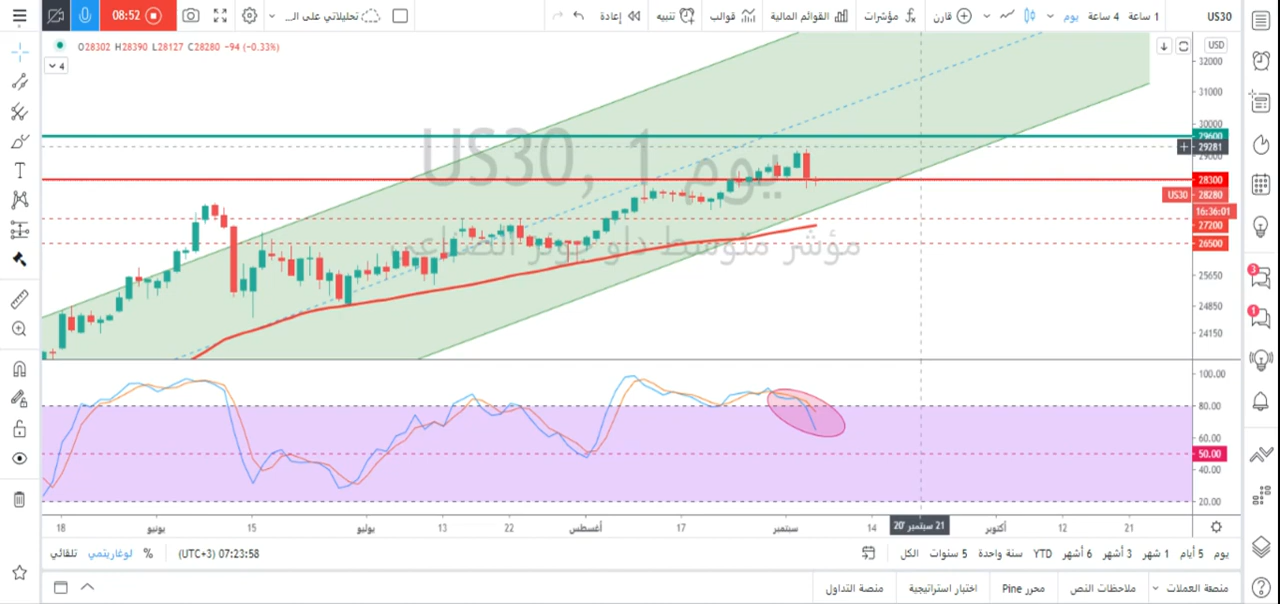 08:52
تحليلاتي على الـ...
إعادة
تنبيه
قوالب
القوائم المالية
مؤشرات
قارن
يوم
4 ساعة
1 ساعة
US30
O28302 H28390 L28127 C28280 -94 (-0.33%)
4
USD
32000
31000
30000
29600
29281
29000
28300
US30 28280
16:36:01
27200
26500
25650
24850
24150
US30, 1 يوم
مؤشر متوسط داو جونز الصناعي
100.00
80.00
60.00
50.00
40.00
20.00
18
يونيو
15
يوليو
13
22
أغسطس
17
سبتمبر
14
21 سبتمبر '20
أكتوبر
12
21
تلقائي
لوغاريتمي
%
07:23:58 (UTC+3)
الكل
5 سنوات
سنة واحدة
YTD
6 أشهر
3 أشهر
1 شهر
5 أيام
يوم
منصة التداول
اختبار استراتيجية
محرر Pine
ملاحظات النص
منصفة العملات
3
1